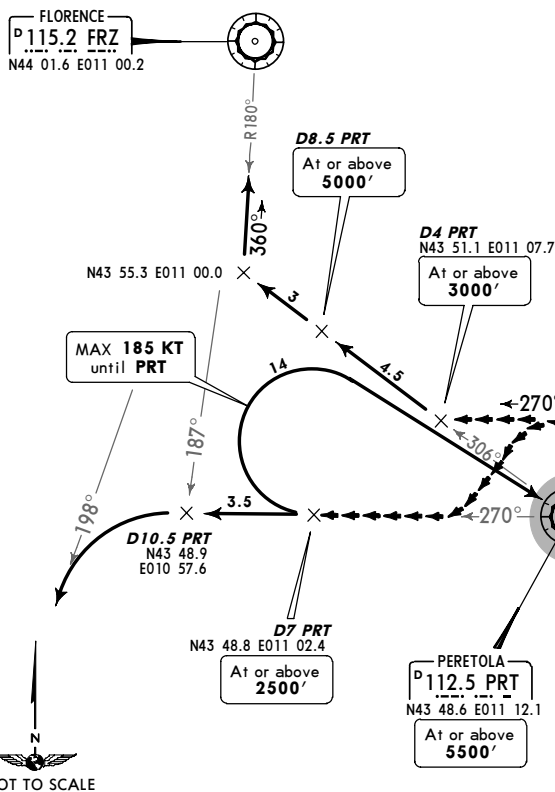 FLORENCE
D 115.2 FRZ
N44 01.6 E011 00.2
R180°
D8.5 PRT
At or above
5000'
360°
D4 PRT
N43 51.1 E011 07.7
At or above
3000'
N43 55.3 E011 00.0
3
MAX 185 KT
until PRT
14
4.5
270°
306°
187°
198°
3.5
270°
D10.5 PRT
N43 48.9
E010 57.6
D7 PRT
N43 48.8 E011 02.4
At or above
2500'
PERETOLA
D 112.5 PRT
N43 48.6 E011 12.1
At or above
5500'
N
OT TO SCALE